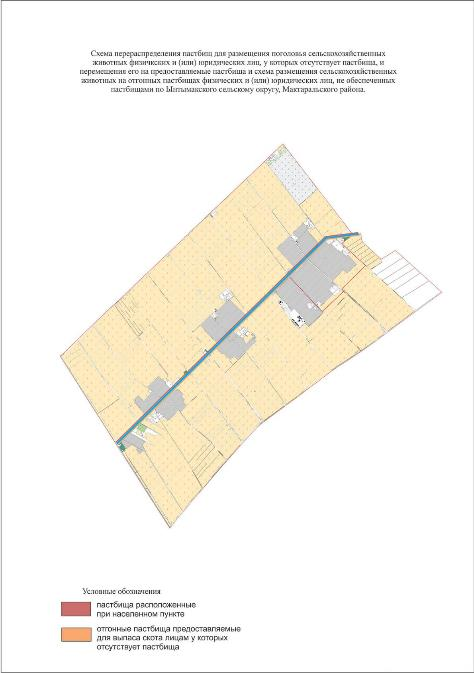 Схема перераспределения пастбищ для размещения поголовья сельскохозяйственных
животных физических и (или) юридических лиц, у которых отсутствует пастбища, и
перемещения его на предоставляемые пастбища и схема размещения сельскохозяйственных
животных на отгонных пастбищах физических и (или) юридических лиц, не обеспеченных
пастбищами по Ынтымакскому сельскому округу, Мактаральского района.
Условные обозначения
пастбища расположенные
при населенном пункте
отгонные пастбища предоставляемые
для выпаса скота лицам у которых
отсутствует пастбища